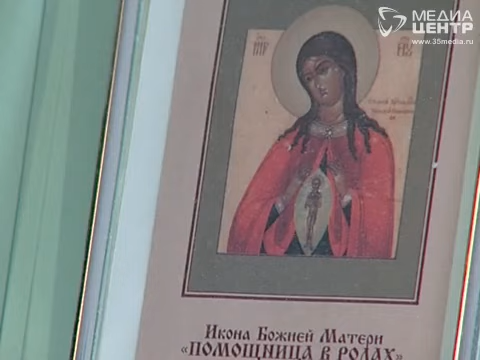 МЕДИА
ЦЕНТР
www.35media.ru
Икона Божией Матери
«ПОМОЩНИЦА В РОДАХ»